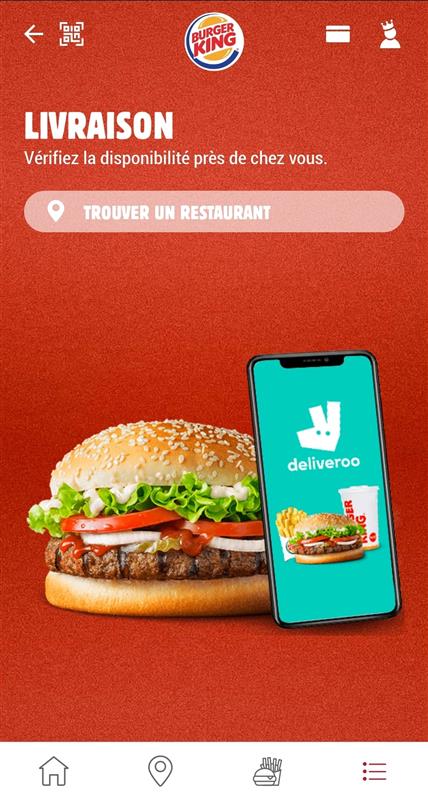 BURGER
KING
LIVRAISON
Vérifiez la disponibilité près de chez vous.
TROUVER UN RESTAURANT
deliveroo
BURGER
KING